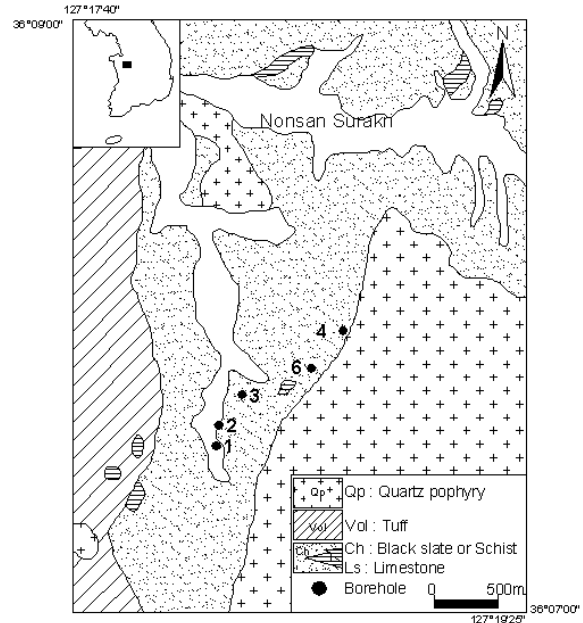 127° 17'40"
36°09'00"
N
Nonsan Surakri
4
6
3
2
1
Qp Qp : Quartz pophyry
Vol Vol : Tuff
Ch Ch : Black slate or Schist
Ls : Limestone
Borehole 0 500m
36°07'00"
127°19'25"